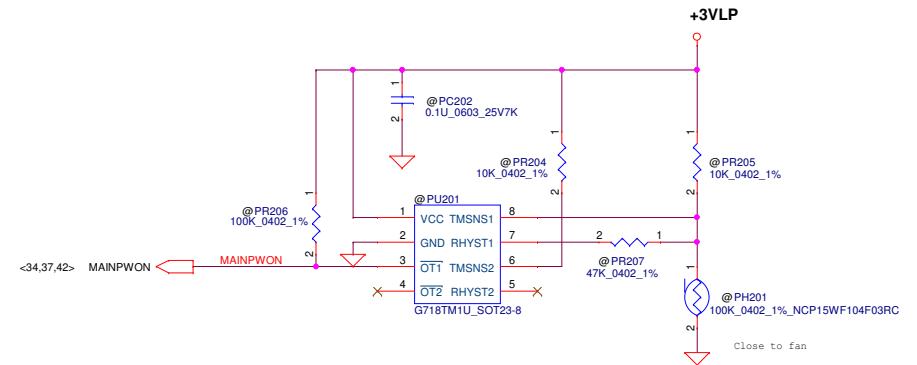 +3VLP
1
@PC202
0.1U_0603_25V7K
2
1
@PR204
10K_0402_1%
2
1
@PR205
10K_0402_1%
2
1
@PR206
100K_0402_1%
2
@PU201
1 VCC TMSNS1 8
2 GND RHYST1 7
3 OT1 TMSNS2 6
4 OT2 RHYST2 5
G718TM1U_SOT23-8
2 1
@PR207
47K_0402_1%
<34,37,42> MAINPWON MAINPWON
1
@PH201
100K_0402_1%_NCP15WF104F03RC
2
Close to fan